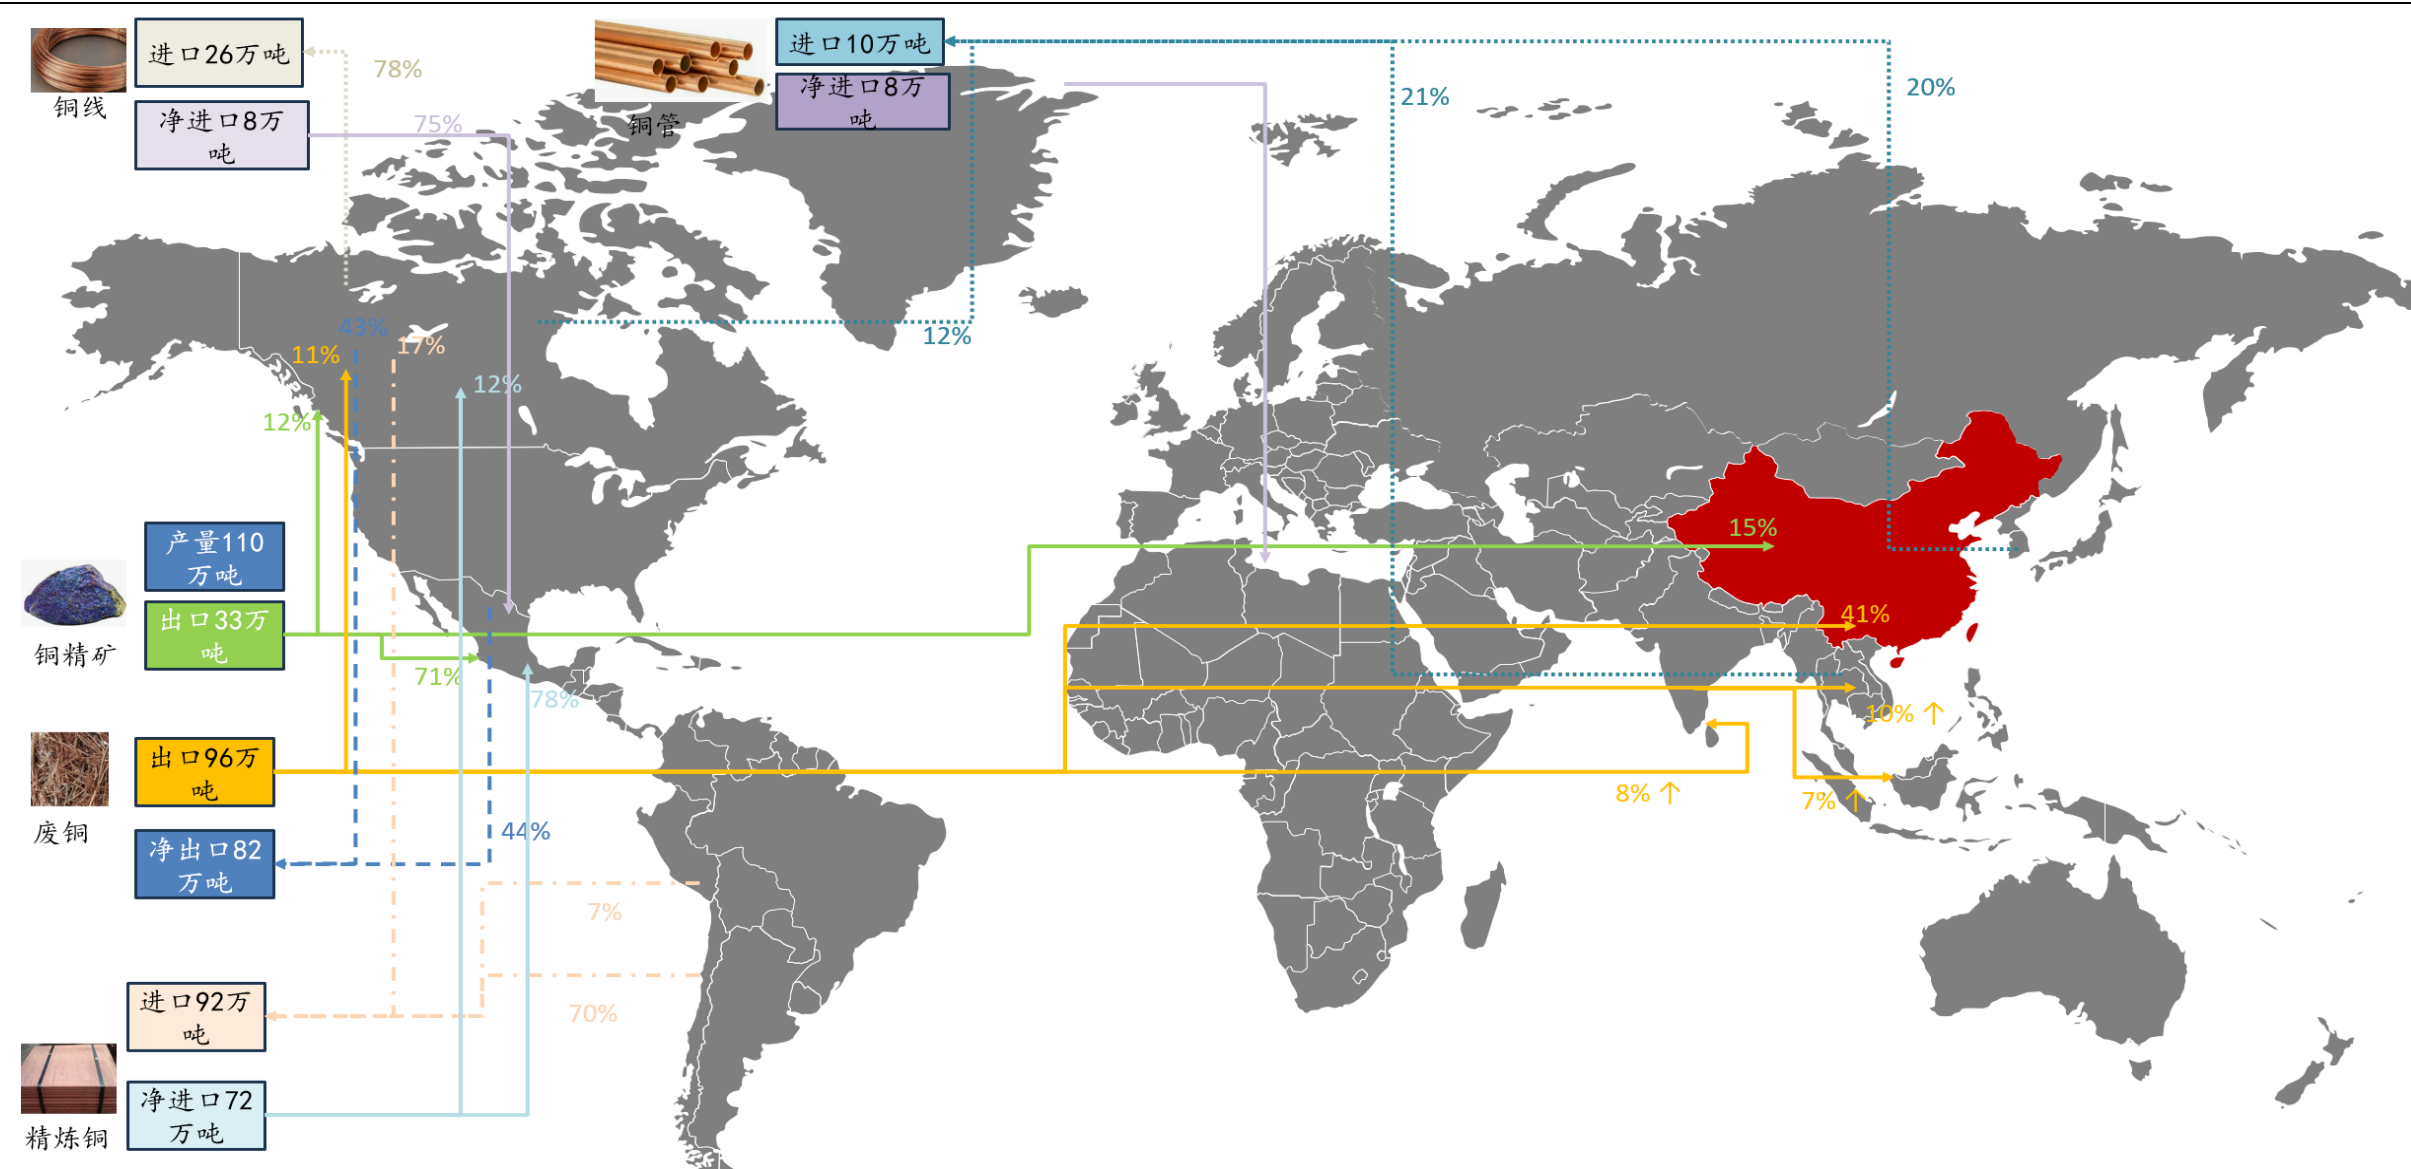 进口26万吨
78%
铜线
净进口8万
吨
75%
进口10万吨
净进口8万
吨
铜管
21%
20%
12%
43%
17%
11%
12%
12%
产量110
万吨
出口33万
吨
铜精矿
71%
78%
15%
41%
10% ↑
8% ↑
7% ↑
出口96万
吨
废铜
净出口82
万吨
44%
7%
70%
进口92万
吨
净进口72
万吨
精炼铜